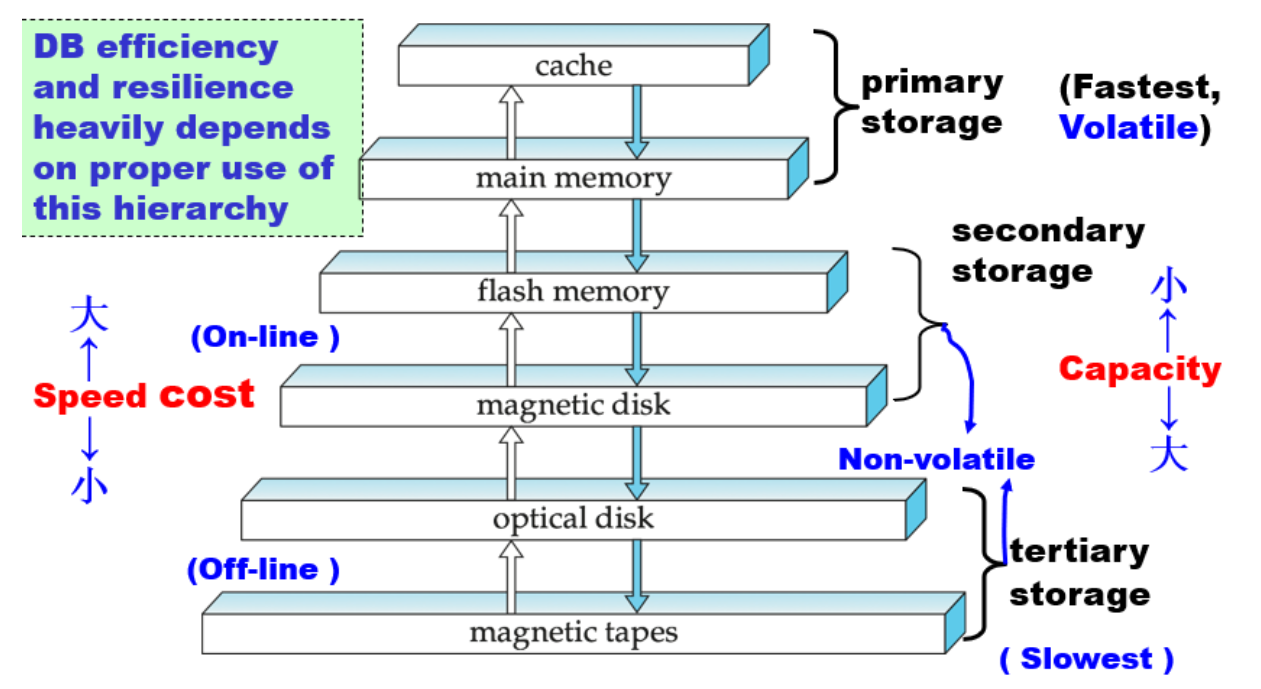 DB efficiency
and resilience
heavily depends
on proper use of
this hierarchy
cache
main memory
primary
storage
(Fastest,
Volatile)
flash memory
magnetic disk
secondary
storage
(On-line )
大
Speed cost
小
小
Capacity
大
Non-volatile
optical disk
magnetic tapes
(Off-line )
tertiary
storage
( Slowest )